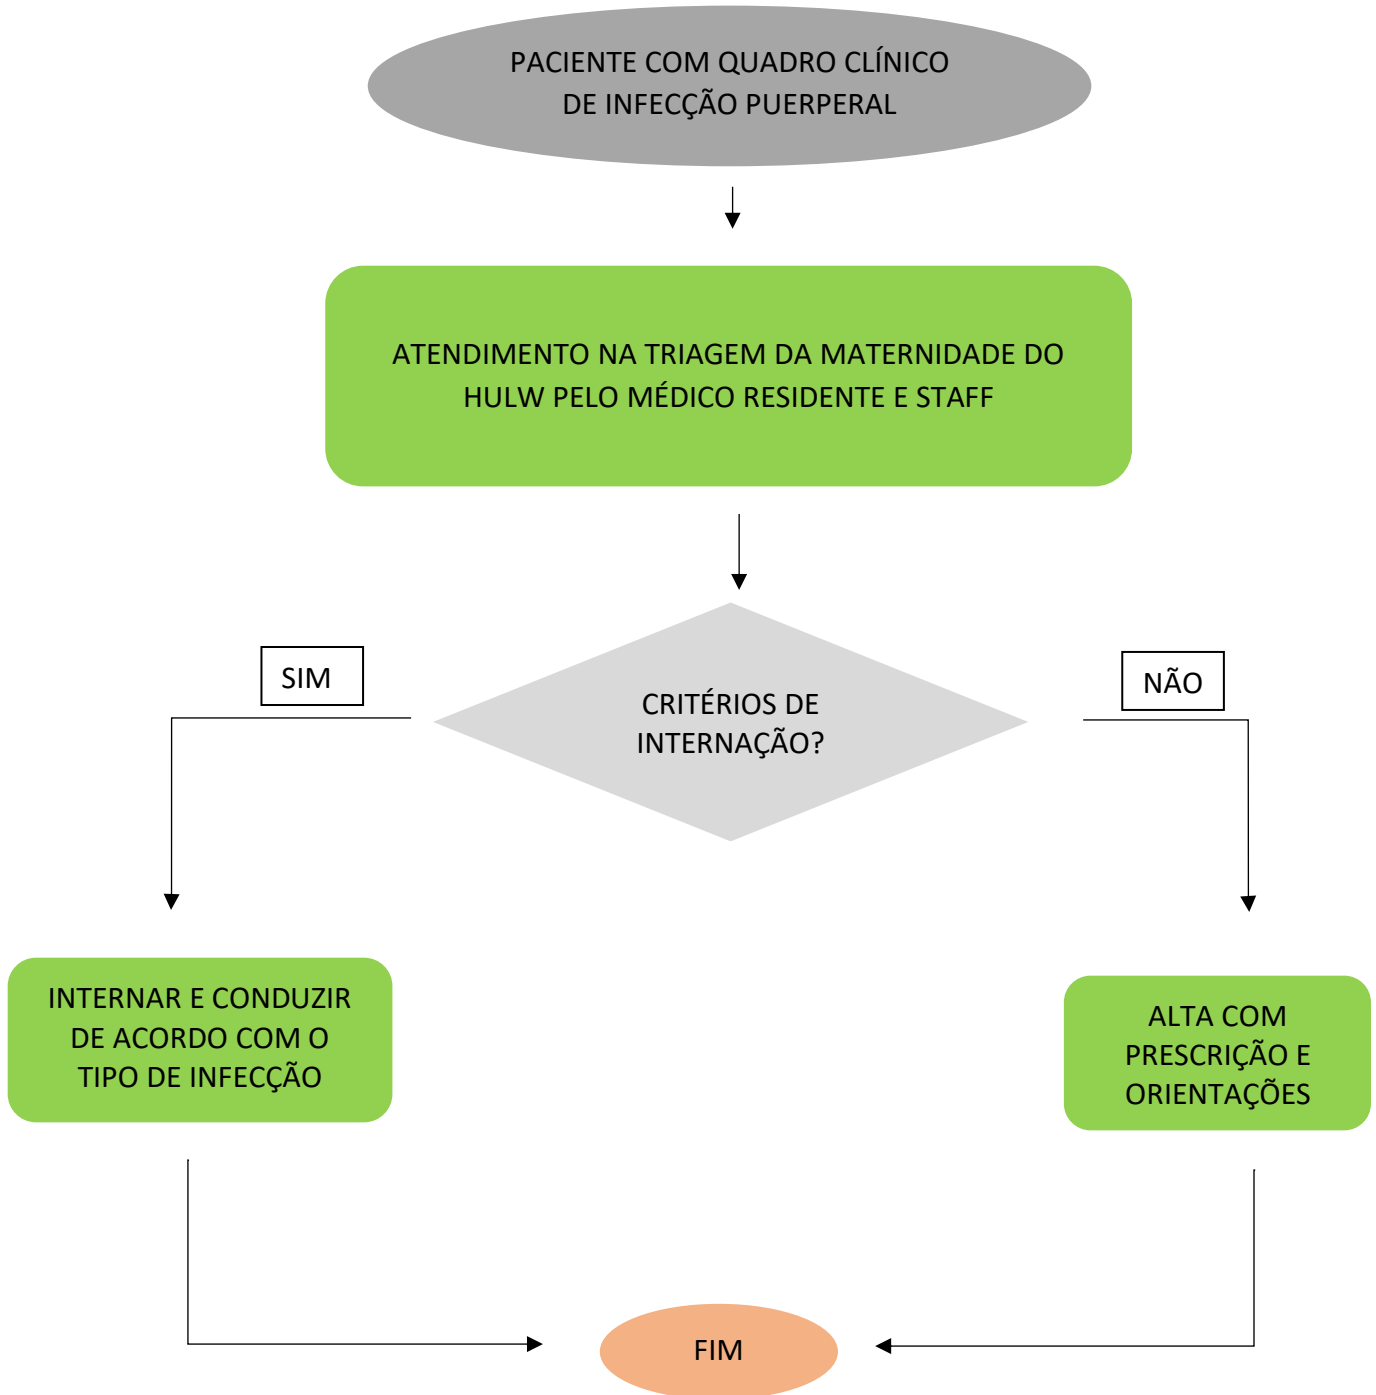 PACIENTE COM QUADRO CLÍNICO
DE INFECÇÃO PUERPERAL
ATENDIMENTO NA TRIAGEM DA MATERNIDADE DO
HULW PELO MÉDICO RESIDENTE E STAFF
SIM
NÃO
CRITÉRIOS DE
INTERNAÇÃO?
INTERNAR E CONDUZIR
DE ACORDO COM O
TIPO DE INFECÇÃO
ALTA COM
PRESCRIÇÃO E
ORIENTAÇÕES
FIM